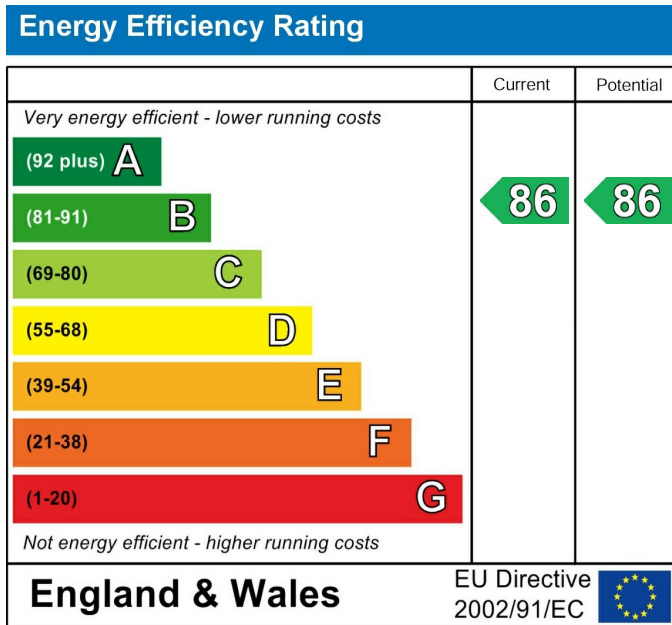 Energy Efficiency Rating
Current Potential
Very energy efficient - lower running costs
(92 plus) A
(81-91) B 86 86
(69-80) C
(55-68) D
(39-54) E
(21-38) F
(1-20) G
Not energy efficient - higher running costs
England & Wales
EU Directive
2002/91/EC